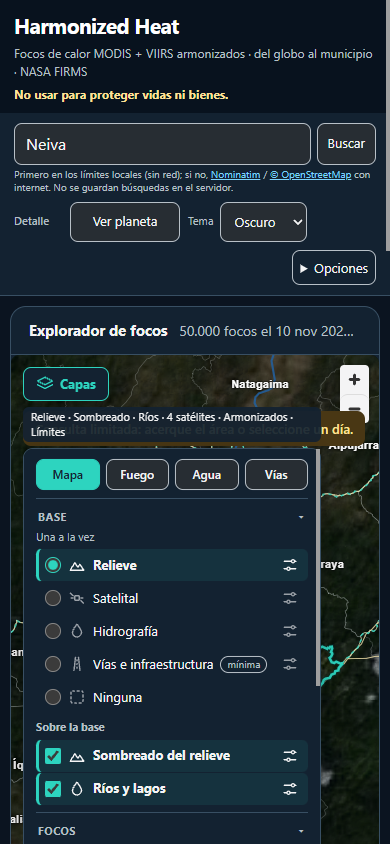 Harmonized Heat
Focos de calor MODIS + VIIRS armonizados · del globo al municipio
· NASA FIRMS
No usar para proteger vidas ni bienes.
Neiva
Buscar
Primero en los límites locales (sin red); si no, Nominatim / © OpenStreetMap con
internet. No se guardan búsquedas en el servidor.
Detalle
Ver planeta
Tema
Oscuro
▶ Opciones
Explorador de focos
50.000 focos el 10 nov 202...
Capas
Natagaima
+
−
Relieve · Sombreado · Ríos · 4 satélites · Armonizados ·
Límites
limitada: acerque el área o seleccione un día.
Mapa
Fuego
Agua
Vías
BASE
Una a la vez
Relieve
raya
Satelital
Hidrografía
Vías e infraestructura
mínima
Ninguna
Sobre la base
Sombreado del relieve
Ríos y lagos
FOCOS